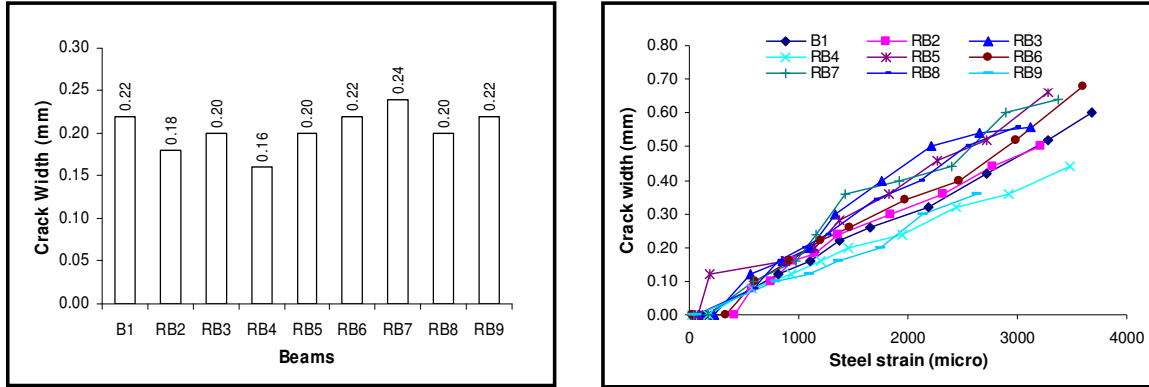 0.30
0.25
0.20
0.15
0.10
0.05
0.00
Crack Width (mm)
0.22
0.18
0.20
0.16
0.20
0.22
0.24
0.20
0.22
B1 RB2 RB3 RB4 RB5 RB6 RB7 RB8 RB9
Beams
B1 RB2 RB3
RB4 RB5 RB6
RB7 RB8 RB9
0.80
0.70
0.60
0.50
0.40
0.30
0.20
0.10
0.00
Crack width (mm)
0 1000 2000 3000 4000
Steel strain (micro)